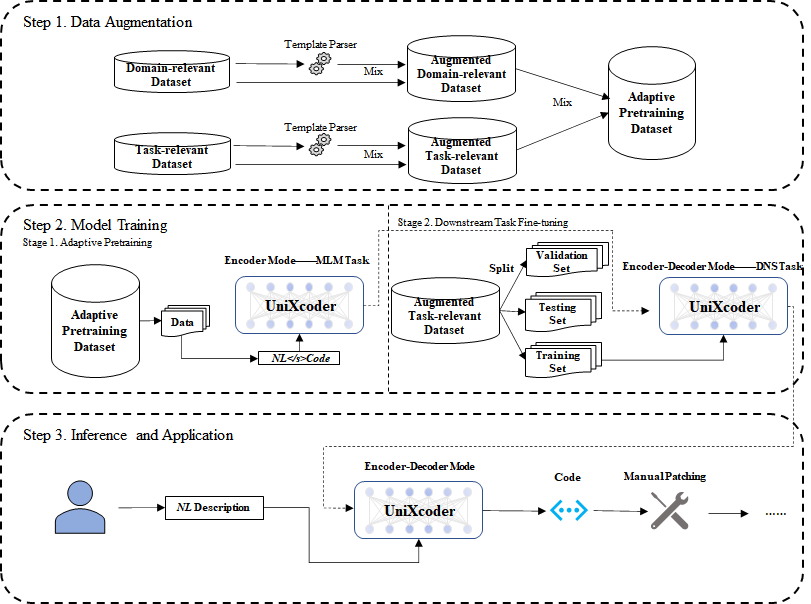 Step 1. Data Augmentation
Template Parser
Domain-relevant
Dataset
Mix
Augmented
Domain-relevant
Dataset
Mix
Adaptive
Pretraining
Dataset
Template Parser
Task-relevant
Dataset
Mix
Augmented
Task-relevant
Dataset
Step 2. Model Training
Stage 1. Adaptive Pretraining
Encoder Mode——MLM Task
Adaptive
Pretraining
Dataset
Data
UniXcoder
NL</s>Code
Stage 2. Downstream Task Fine-tuning
Augmented
Task-relevant
Dataset
Split
Validation
Set
Testing
Set
Training
Set
Encoder-Decoder Mode——DNS Task
UniXcoder
Step 3. Inference and Application
NL Description
Encoder-Decoder Mode
UniXcoder
Code
Manual Patching
......